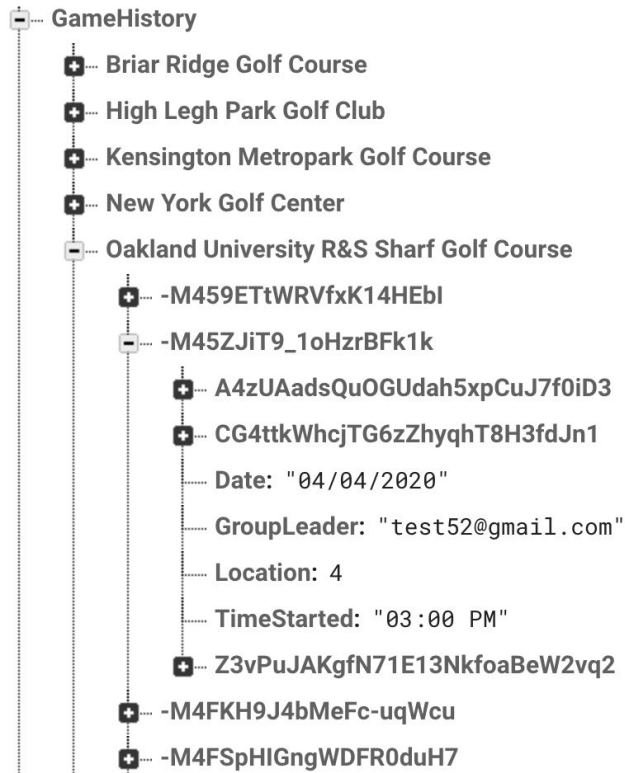 GameHistory
Briar Ridge Golf Course
High Legh Park Golf Club
Kensington Metropark Golf Course
New York Golf Center
Oakland University R&S Sharf Golf Course
-M459ETtWRVfxK14HEbI
-M45ZJiT9_1oHzrBFk1k
A4zUAadsQuOGUdah5xpCuJ7f0iD3
CG4ttkWhcjTG6zZhyqhT8H3fdJn1
Date: "04/04/2020"
GroupLeader: "test52@gmail.com"
Location: 4
TimeStarted: "03:00 PM"
Z3vPuJAKgfN71E13NkfoaBeW2vq2
-M4FKH9J4bMeFc-uqWcu
-M4FSpHIGngWDFR0duH7